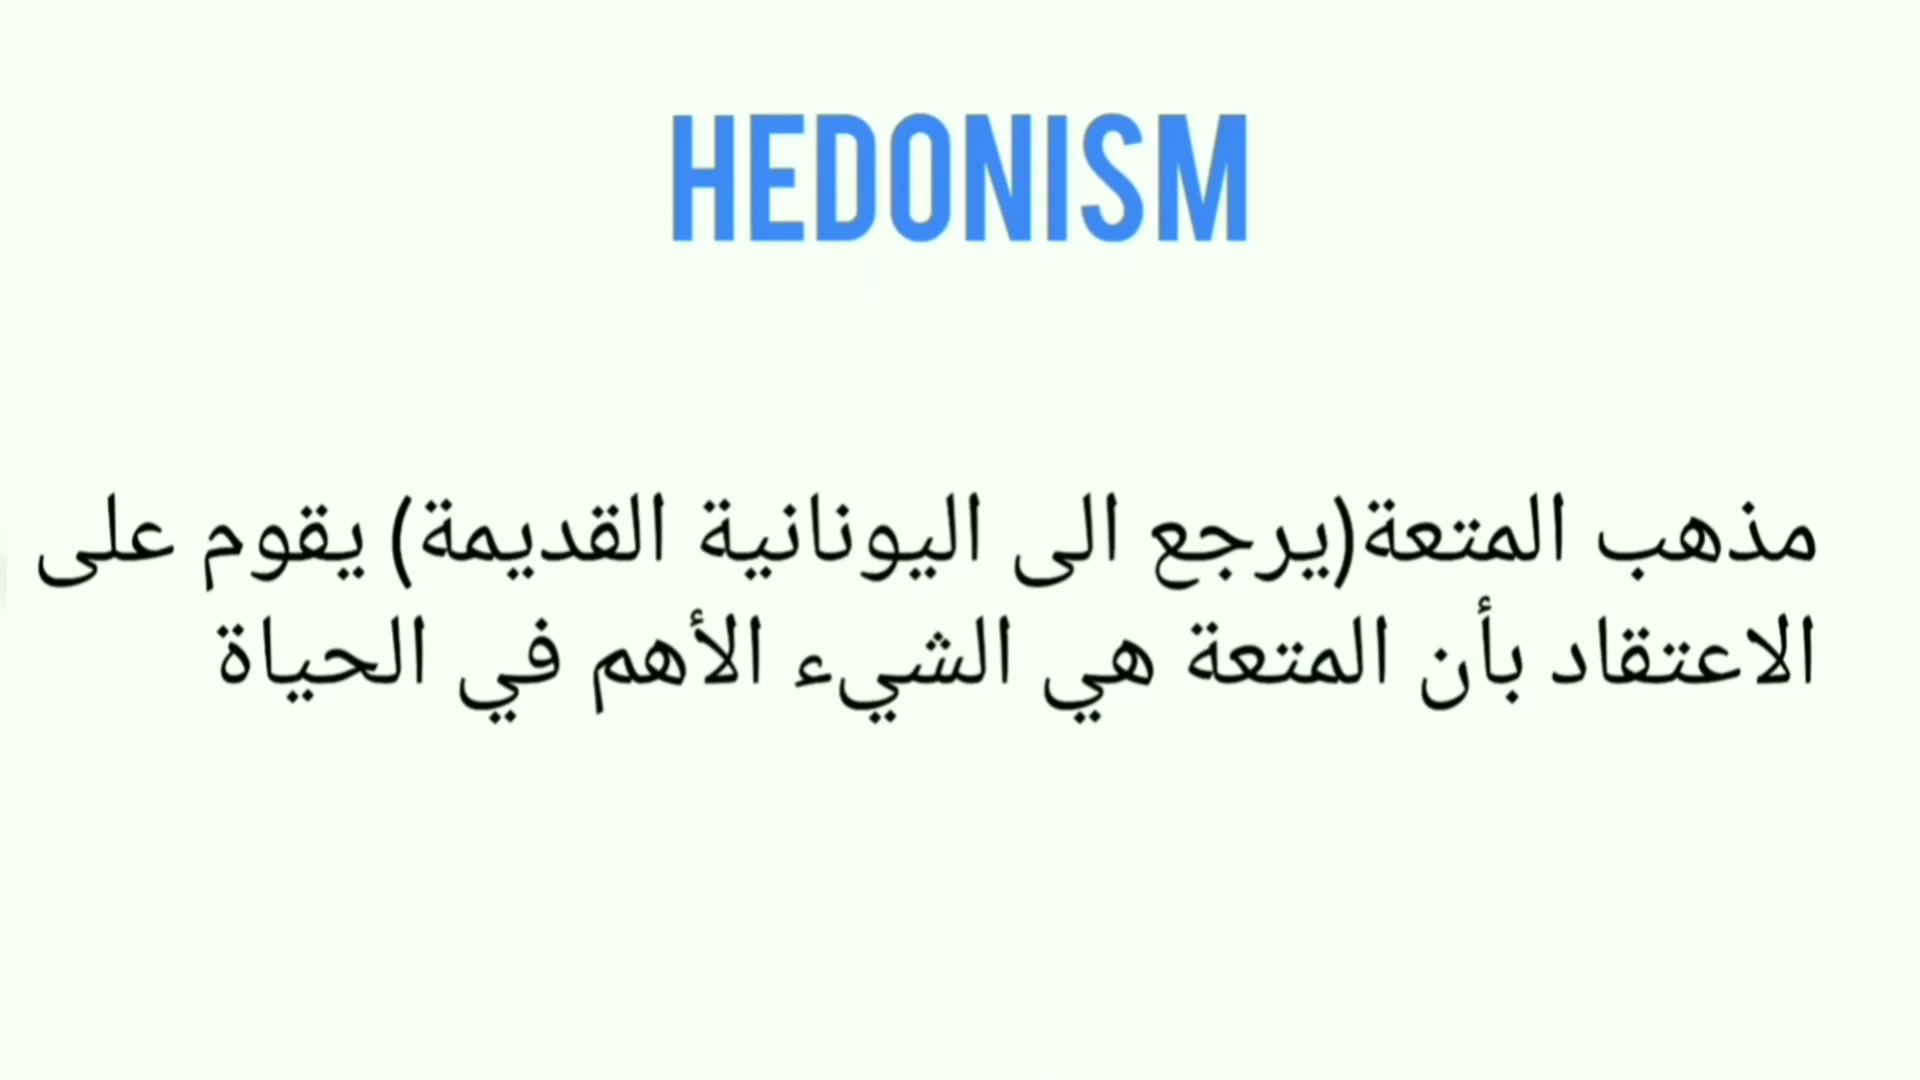 HEDONISM
مذهب المتعة(يرجع الى اليونانية القديمة) يقوم على
الاعتقاد بأن المتعة هي الشيء الأهم في الحياة